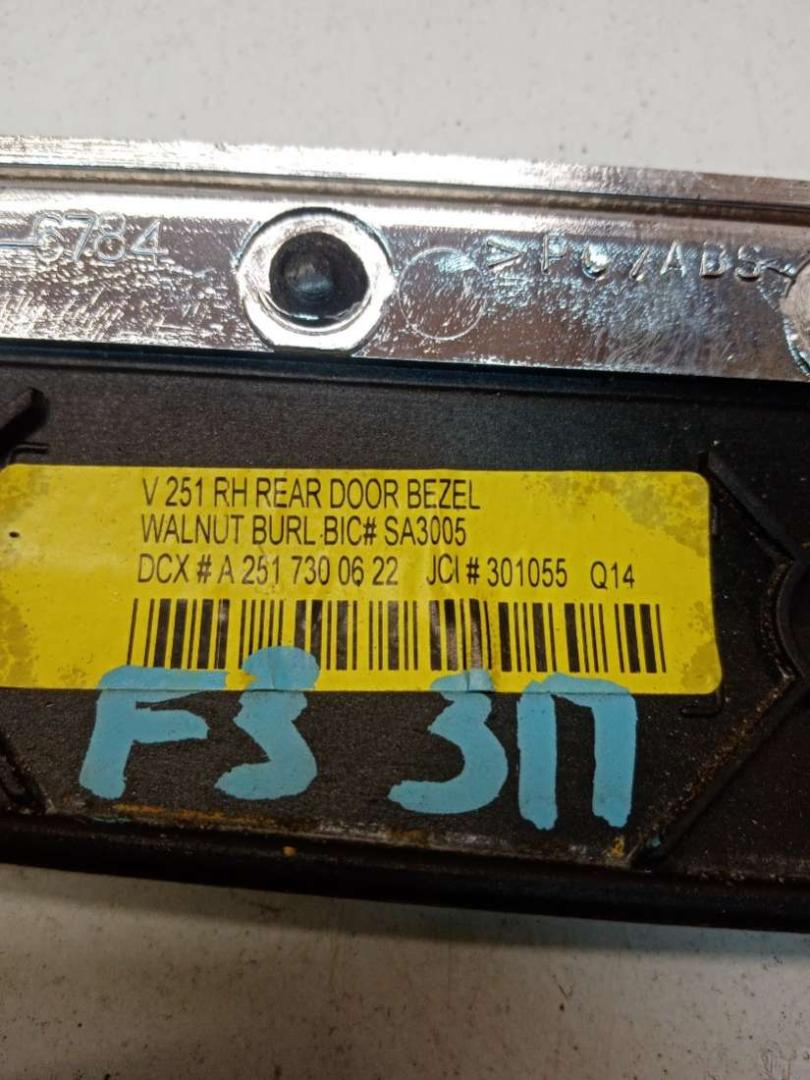 -6784 >PC/ABS
V 251 RH REAR DOOR BEZEL
WALNUT BURL BIC# SA3005
DCX # A 251 730 06 22 JCI # 301055 Q14
F3 3П